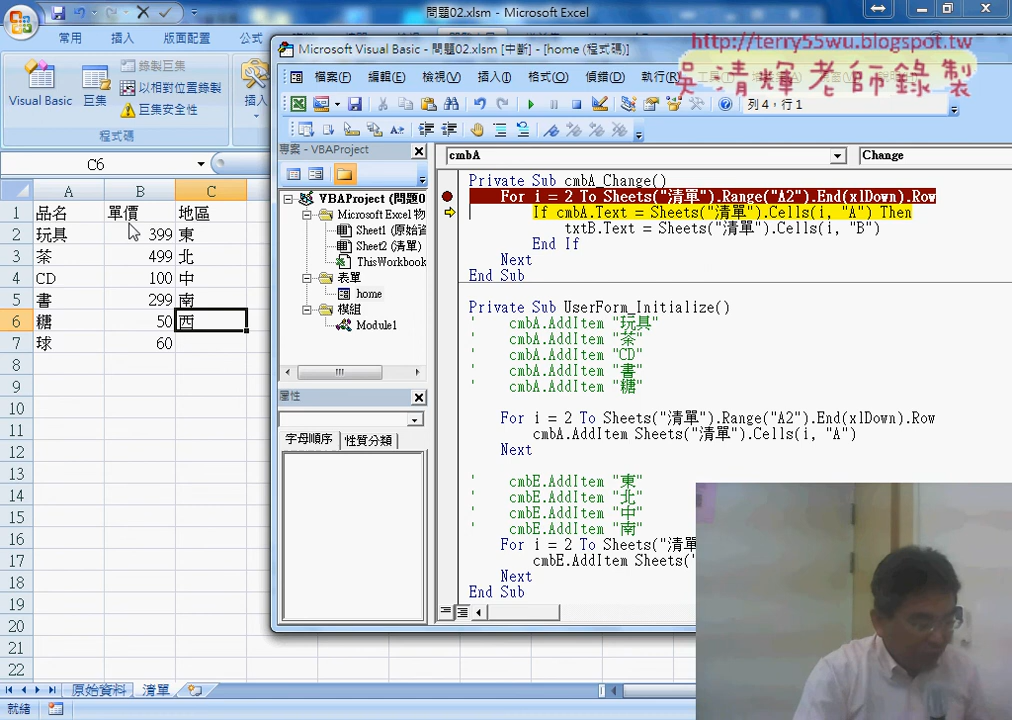 問題02.xlsm - Microsoft Excel
常用 插入 版面配置 公式
Visual Basic 巨集 錄製巨集 以相對位置錄製 巨集安全性 插入
程式碼
C6
A B C
1 品名 單價 地區
2 玩具 399 東
3 茶 499 北
4 CD 100 中
5 書 299 南
6 糖 50 西
7 球 60
8
9
10
11
12
13
14
15
16
17
18
19
20
21
22
原始資料 清單
就緒
Microsoft Visual Basic - 問題02.xlsm [中斷] - [home (程式碼)]
http://terry55wu.blogspot.tw
吳清輝老師錄製
檔案(F) 編輯(E) 檢視(V) 插入(I) 格式(O) 偵錯(D) 執行(R)
列 4，行 1
專案 - VBAProject
VBAProject (問題0
Microsoft Excel 物
Sheet1 (原始資
Sheet2 (清單)
ThisWorkbook
表單
home
模組
Module1
屬性
字母順序 性質分類
cmbA Change
Private Sub cmbA_Change()
For i = 2 To Sheets("清單").Range("A2").End(xlDown).Row
If cmbA.Text = Sheets("清單").Cells(i, "A") Then
txtB.Text = Sheets("清單").Cells(i, "B")
End If
Next
End Sub
Private Sub UserForm_Initialize()
' cmbA.AddItem "玩具"
' cmbA.AddItem "茶"
' cmbA.AddItem "CD"
' cmbA.AddItem "書"
' cmbA.AddItem "糖"
For i = 2 To Sheets("清單").Range("A2").End(xlDown).Row
cmbA.AddItem Sheets("清單").Cells(i, "A")
Next
' cmbE.AddItem "東"
' cmbE.AddItem "北"
' cmbE.AddItem "中"
' cmbE.AddItem "南"
For i = 2 To Sheets("清單
cmbE.AddItem Sheets("
Next
End Sub